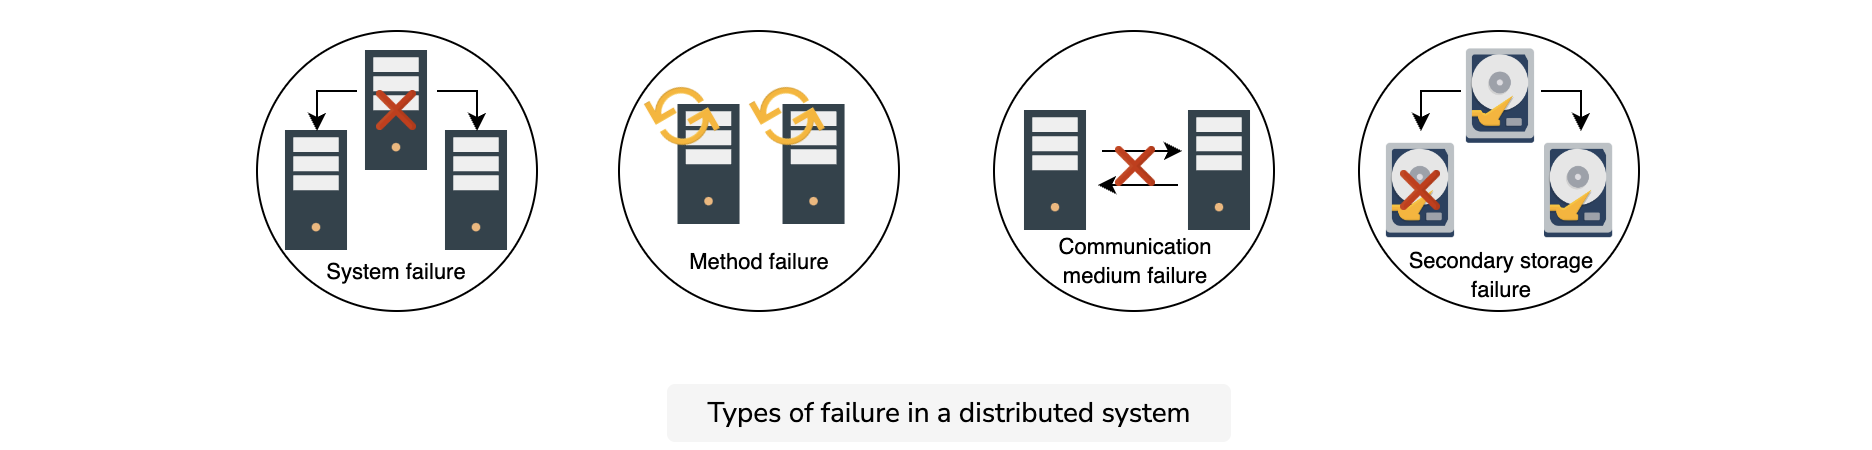 System failure
Method failure
Communication
medium failure
Secondary storage
failure
Types of failure in a distributed system